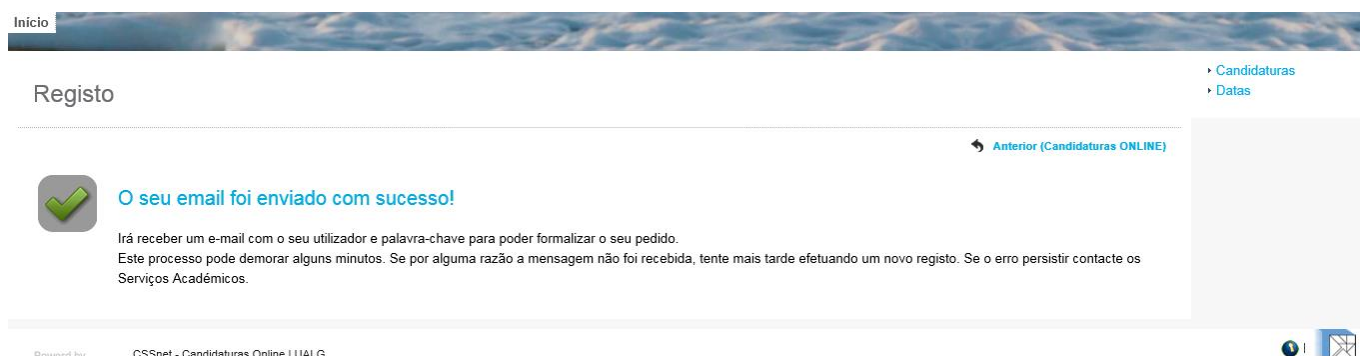 Início
Candidaturas
Datas
Registo
Anterior (Candidaturas ONLINE)
O seu email foi enviado com sucesso!
Irá receber um e-mail com o seu utilizador e palavra-chave para poder formalizar o seu pedido.
Este processo pode demorar alguns minutos. Se por alguma razão a mensagem não foi recebida, tente mais tarde efetuando um novo registo. Se o erro persistir contacte os
Serviços Académicos.
Powerd by CSSnet - Candidaturas Online | UALG